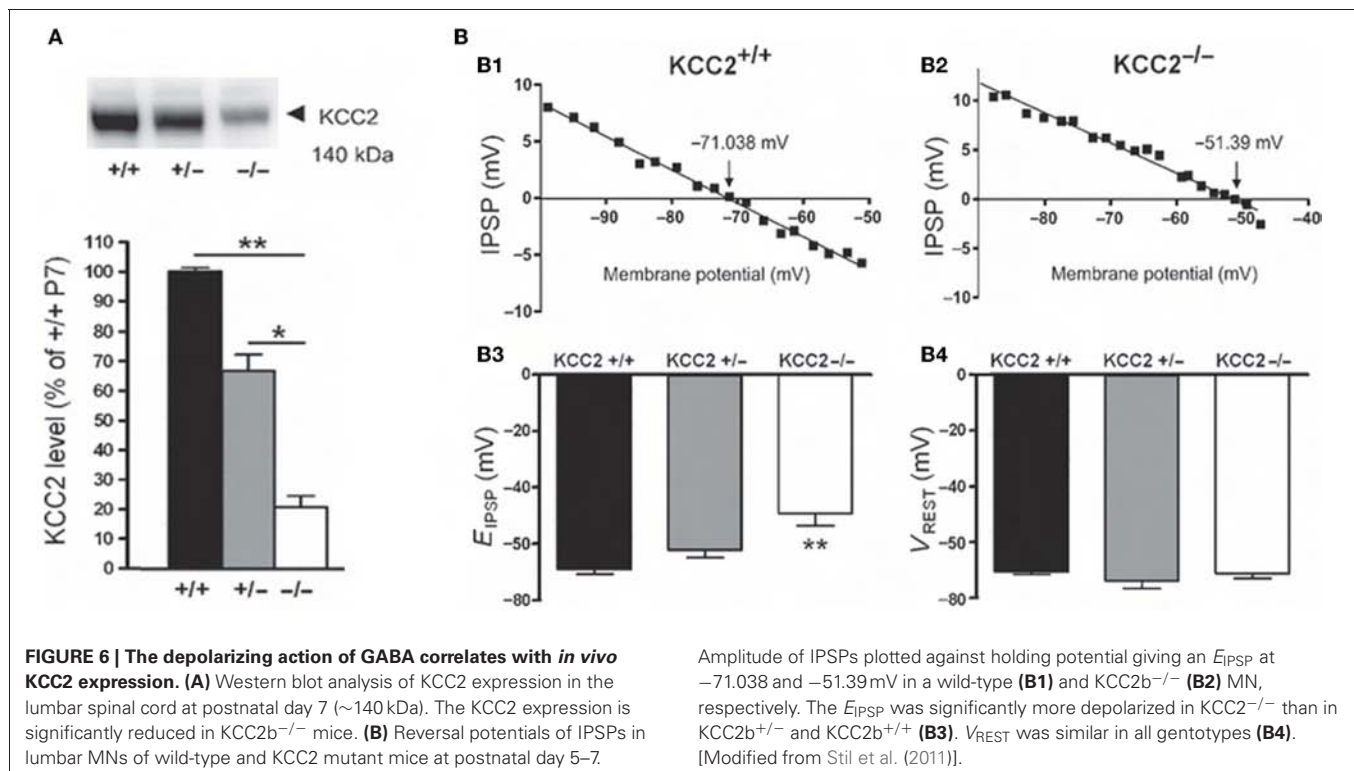 A
KCC2
140 kDa
+/+ +/− −/−
KCC2 level (% of +/+ P7)
110
100
90
80
70
60
50
40
30
20
10
0
**
*
+/+ +/− −/−
B
B1
KCC2+/+
IPSP (mV)
10
5
0
−5
−10
−71.038 mV
−90 −80 −70 −60 −50
Membrane potential (mV)
B2
KCC2−/−
IPSP (mV)
10
5
0
−5
−10
−51.39 mV
−80 −70 −60 −50 −40
Membrane potential (mV)
B3
KCC2 +/+ KCC2 +/− KCC2 −/−
EIPSP (mV)
0
−20
−40
−60
−80
**
B4
KCC2 +/+ KCC2 +/− KCC2 −/−
VREST (mV)
0
−20
−40
−60
−80
FIGURE 6 | The depolarizing action of GABA correlates with in vivo
KCC2 expression. (A) Western blot analysis of KCC2 expression in the
lumbar spinal cord at postnatal day 7 (~140 kDa). The KCC2 expression is
significantly reduced in KCC2b−/− mice. (B) Reversal potentials of IPSPs in
lumbar MNs of wild-type and KCC2 mutant mice at postnatal day 5–7.
Amplitude of IPSPs plotted against holding potential giving an EIPSP at
−71.038 and −51.39 mV in a wild-type (B1) and KCC2b−/− (B2) MN,
respectively. The EIPSP was significantly more depolarized in KCC2−/− than in
KCC2b+/− and KCC2b+/+ (B3). VREST was similar in all gentotypes (B4).
[Modified from Stil et al. (2011)].